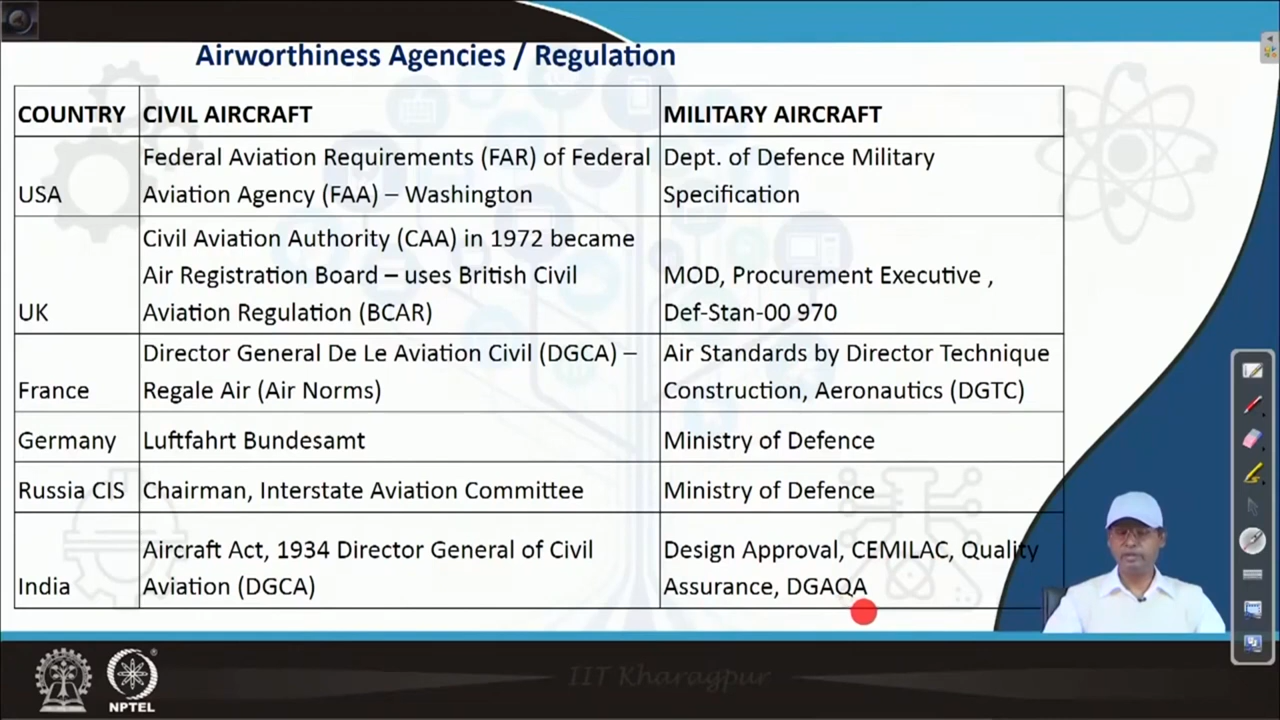 Airworthiness Agencies / Regulation
COUNTRY CIVIL AIRCRAFT MILITARY AIRCRAFT
USA
Federal Aviation Requirements (FAR) of Federal
Aviation Agency (FAA) – Washington
Dept. of Defence Military
Specification
UK
Civil Aviation Authority (CAA) in 1972 became
Air Registration Board – uses British Civil
Aviation Regulation (BCAR)
MOD, Procurement Executive ,
Def-Stan-00 970
France
Director General De Le Aviation Civil (DGCA) –
Regale Air (Air Norms)
Air Standards by Director Technique
Construction, Aeronautics (DGTC)
Germany Luftfahrt Bundesamt Ministry of Defence
Russia CIS Chairman, Interstate Aviation Committee Ministry of Defence
India
Aircraft Act, 1934 Director General of Civil
Aviation (DGCA)
Design Approval, CEMILAC, Quality
Assurance, DGAQA
IIT Kharagpur
NPTEL